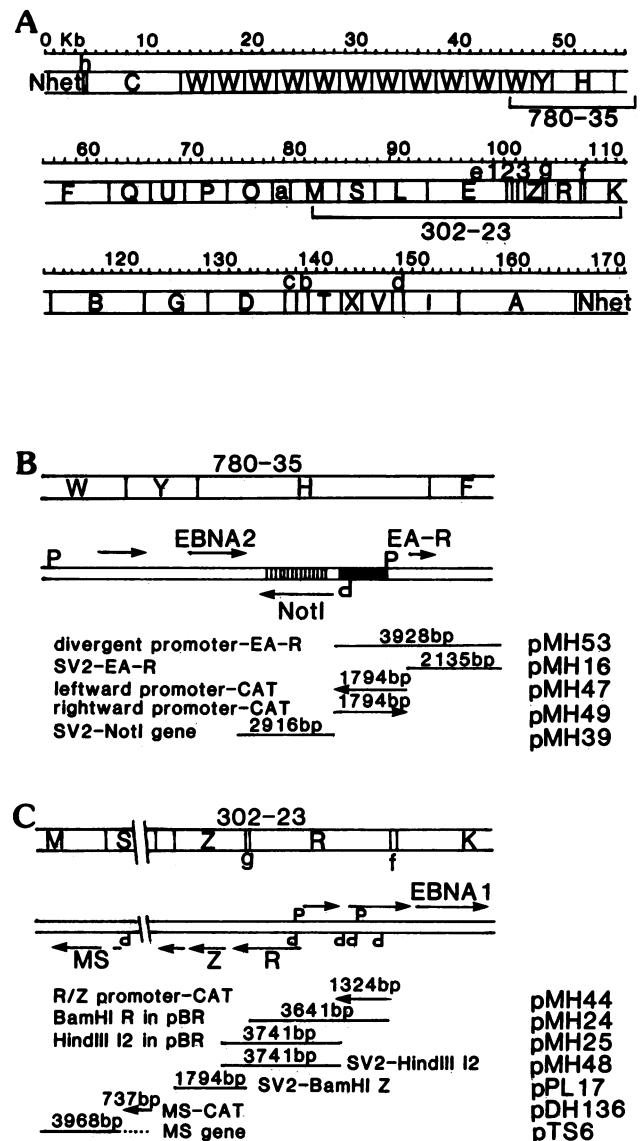 A
0 Kb 10 20 30 40 50
h
Nhet C W W W W W W W W W W W Y H
780-35
60 70 80 90 100 110
e 1 2 3 g f
F Q U P O a M S L E Z R K
302-23
120 130 140 150 160 170
c b d
B G D T X V I A Nhet
B
780-35
W Y H F
P EBNA2 P EA-R
NotI
divergent promoter-EA-R 3928bp pMH53
SV2-EA-R 2135bp pMH16
leftward promoter-CAT 1794bp pMH47
rightward promoter-CAT 1794bp pMH49
SV2-NotI gene 2916bp pMH39
C
302-23
M S Z R K
g f
EBNA1
P P
MS Z R
R/Z promoter-CAT 1324bp pMH44
BamHI R in pBR 3641bp pMH24
HindIII I2 in pBR 3741bp pMH25
3741bp SV2-HindIII I2 pMH48
1794bp SV2-BamHI Z pPL17
737bp MS-CAT pDH136
3968bp MS gene pTS6